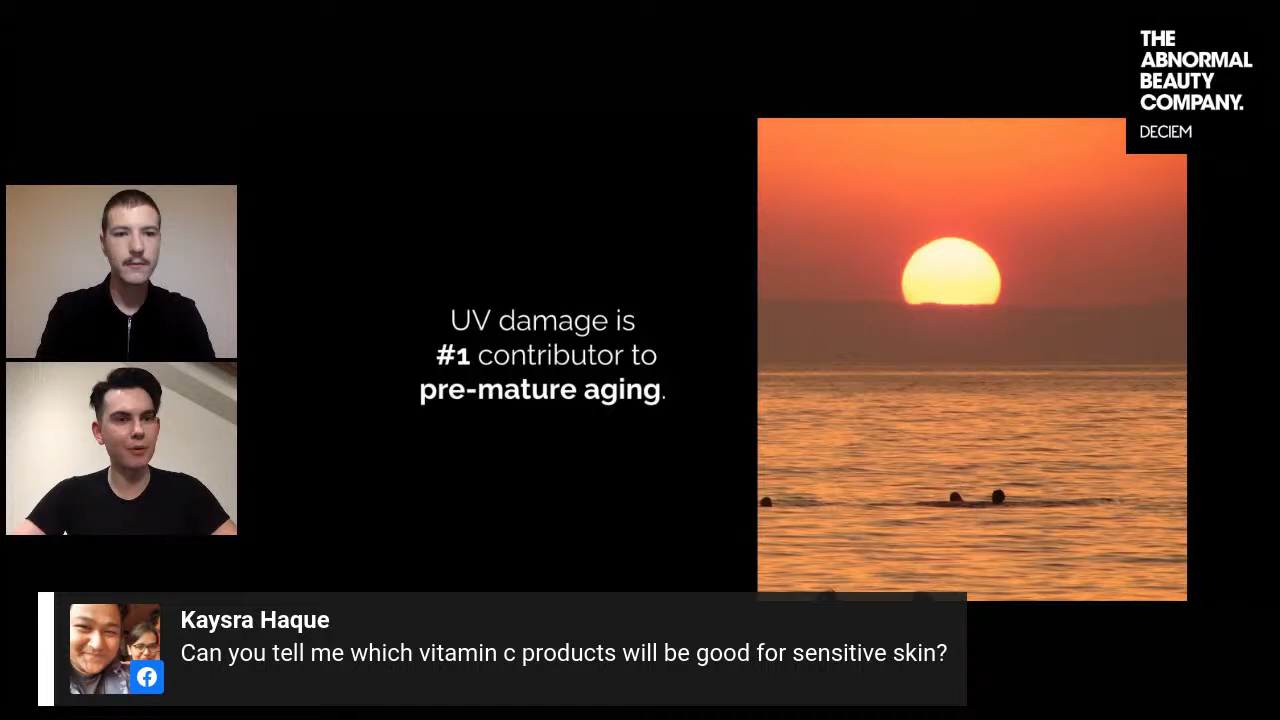 THE
ABNORMAL
BEAUTY
COMPANY.
DECIEM
UV damage is
#1 contributor to
pre-mature aging.
Kaysra Haque
Can you tell me which vitamin c products will be good for sensitive skin?